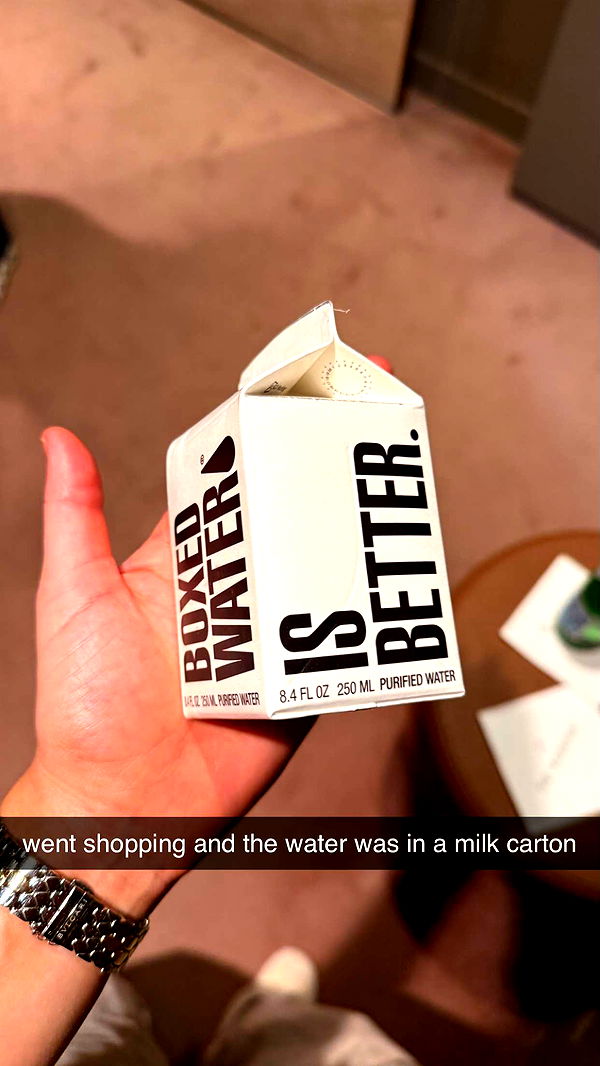 BOXED
WATER
®
IS
BETTER.
8.4 FL OZ 250 ML PURIFIED WATER
8.4 FL OZ 250 ML PURIFIED WATER
went shopping and the water was in a milk carton